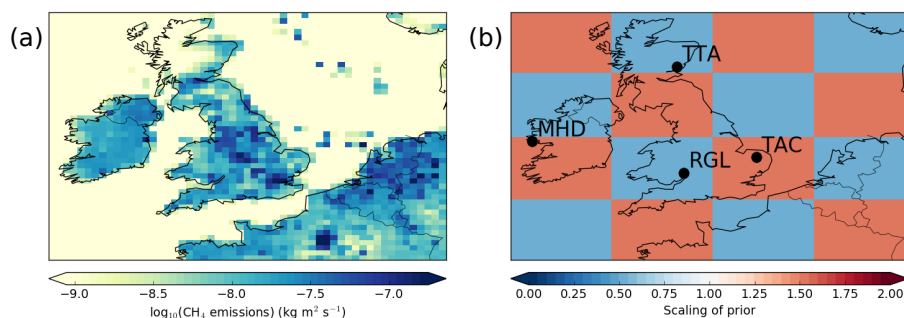 (a)
(b)
TTA
MHD
TAC
RGL
−9.0 −8.5 −8.0 −7.5 −7.0
log₁₀(CH₄ emissions) (kg m² s⁻¹)
0.00 0.25 0.50 0.75 1.00 1.25 1.50 1.75 2.00
Scaling of prior